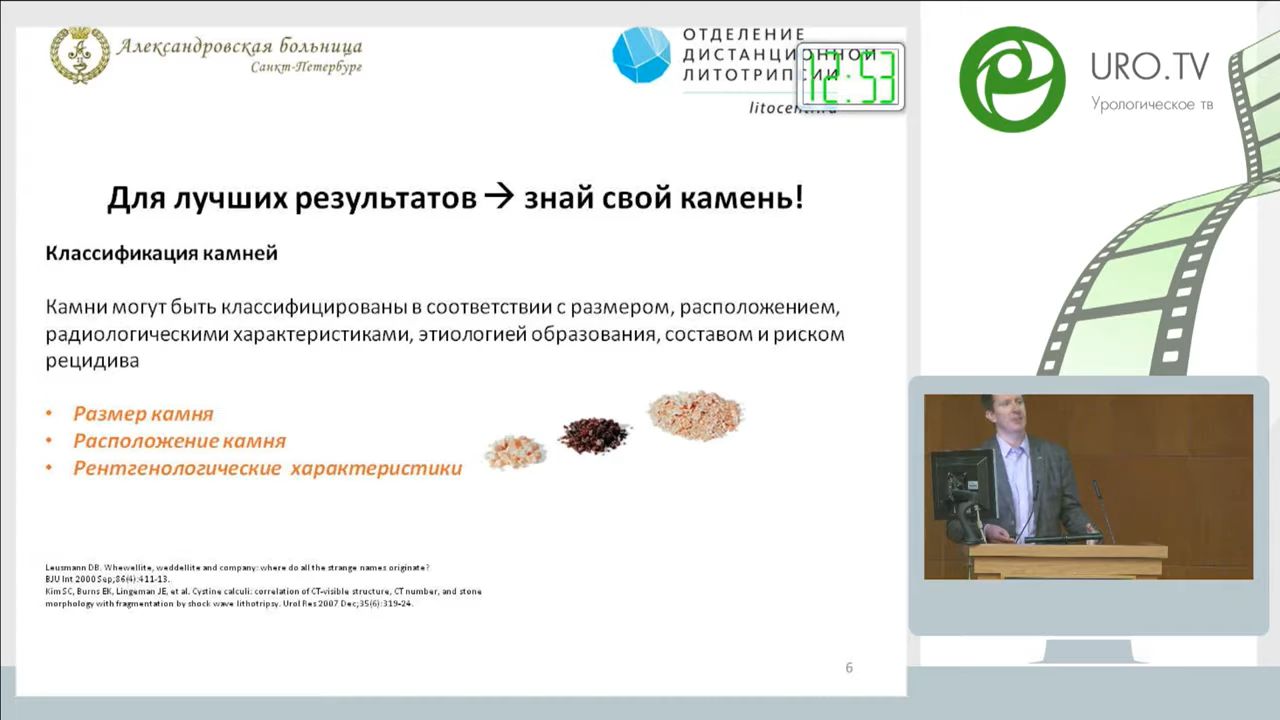 Александровская больница
Санкт-Петербург
ОТДЕЛЕНИЕ
ДИСТАНЦИОННОЙ
ЛИТОТРИПСИИ
12:53
URO.TV
Урологическое тв
Для лучших результатов → знай свой камень!
Классификация камней
Камни могут быть классифицированы в соответствии с размером, расположением,
радиологическими характеристиками, этиологией образования, составом и риском
рецидива
• Размер камня
• Расположение камня
• Рентгенологические характеристики
Leusmann DB. Whewellite, weddellite and company: where do all the strange names originate?
BJU Int 2000 Sep;86(4):411-13.
Kim SC, Burns EK, Lingeman JE, et al. Cystine calculi: correlation of CT-visible structure, CT number, and stone
morphology with fragmentation by shock wave lithotripsy. Urol Res 2007 Dec;35(6):319-24.
6